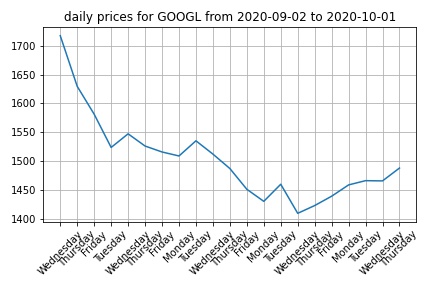 daily prices for GOOGL from 2020-09-02 to 2020-10-01
1700
1650
1600
1550
1500
1450
1400
Wednesday
Thursday
Friday
Tuesday
Wednesday
Thursday
Friday
Monday
Tuesday
Wednesday
Thursday
Friday
Monday
Tuesday
Wednesday
Thursday
Friday
Monday
Tuesday
Wednesday
Thursday